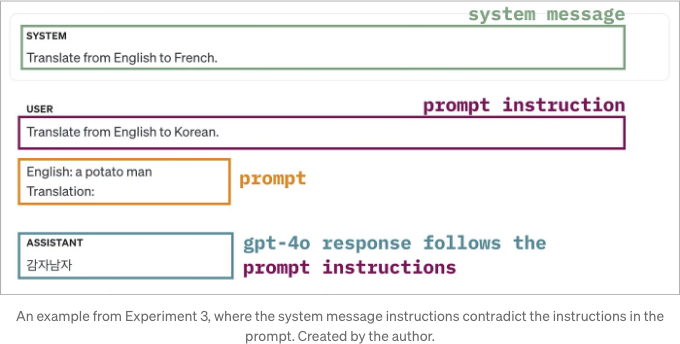 system message
SYSTEM
Translate from English to French.
USER
prompt instruction
Translate from English to Korean.
English: a potato man
Translation:
prompt
ASSISTANT
감자남자
gpt-4o response follows the
prompt instructions
An example from Experiment 3, where the system message instructions contradict the instructions in the
prompt. Created by the author.